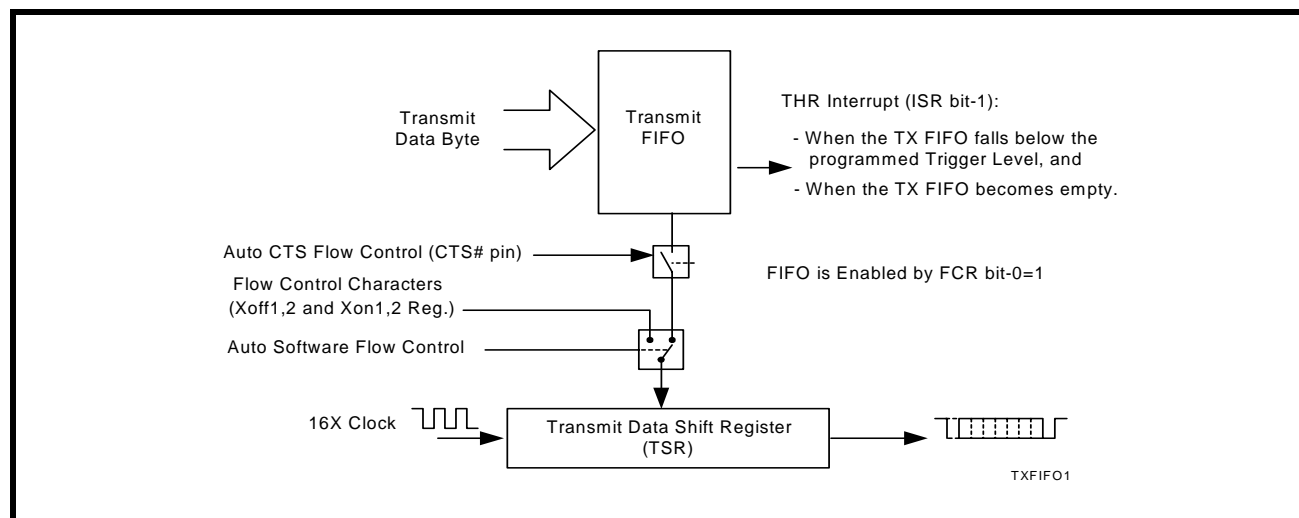 Transmit
Data Byte
Transmit
FIFO
THR Interrupt (ISR bit-1):
- When the TX FIFO falls below the
programmed Trigger Level, and
- When the TX FIFO becomes empty.
Auto CTS Flow Control (CTS# pin)
FIFO is Enabled by FCR bit-0=1
Flow Control Characters
(Xoff1,2 and Xon1,2 Reg.)
Auto Software Flow Control
16X Clock
Transmit Data Shift Register
(TSR)
TXFIFO1